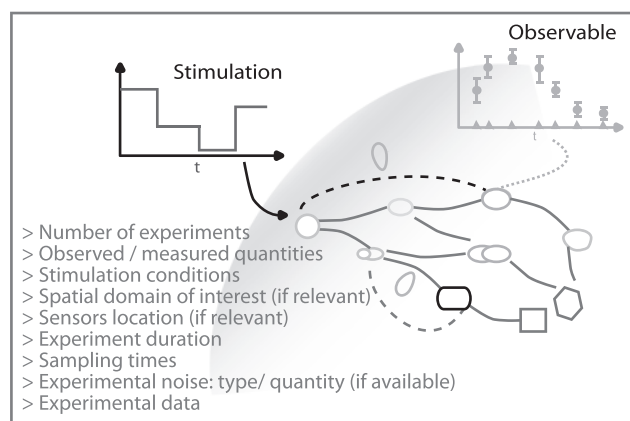 Observable
Stimulation
t
t
> Number of experiments
> Observed / measured quantities
> Stimulation conditions
> Spatial domain of interest (if relevant)
> Sensors location (if relevant)
> Experiment duration
> Sampling times
> Experimental noise: type/ quantity (if available)
> Experimental data